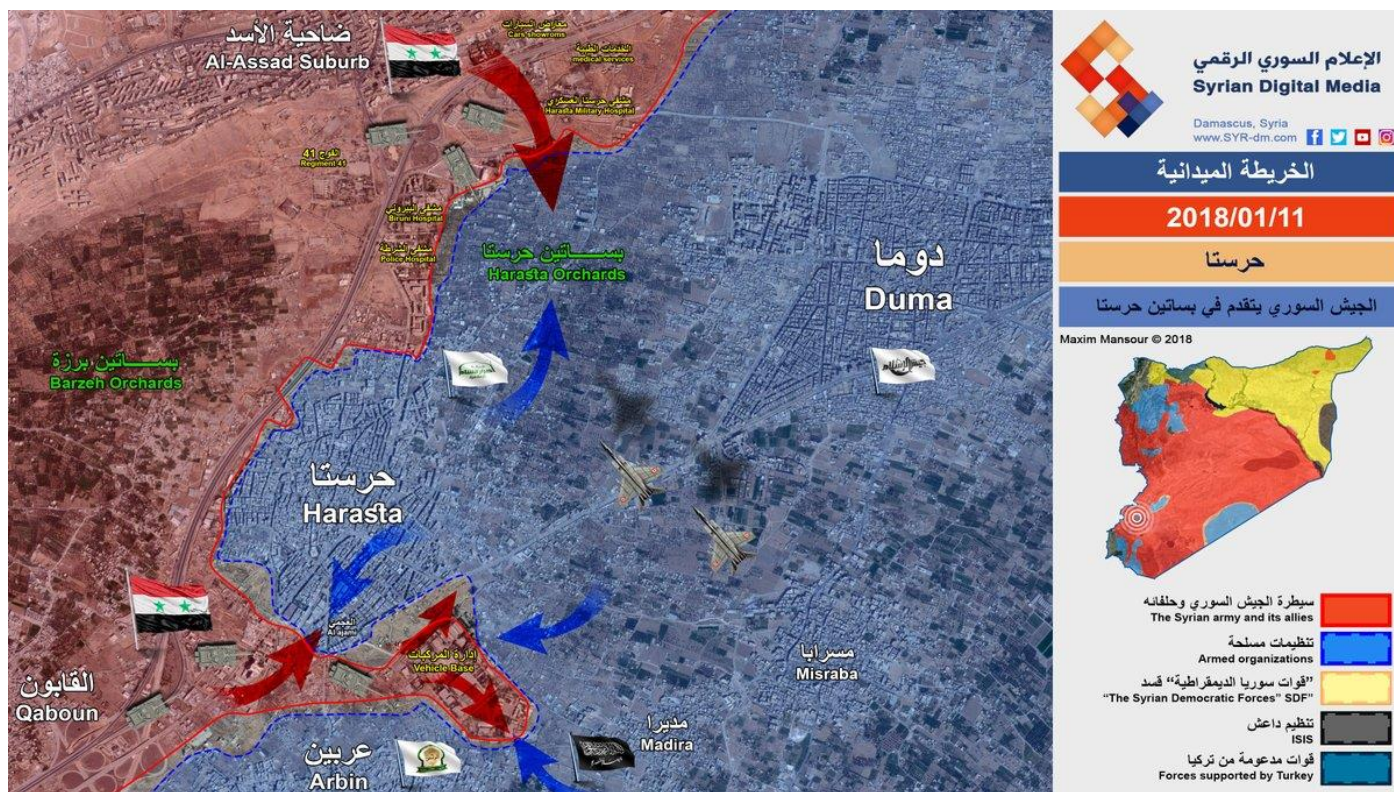 ضاحية الأسد
Al-Assad Suburb
معارض السيارات
Cars showroms
الخدمات الطبية
medical services
مشفى حرستا العسكري
Harasta Military Hospital
الفوج 41
Regiment 41
مشفى البيروني
Biruni Hospital
مشفى الشرطة
Police Hospital
بساتين حرستا
Harasta Orchards
دوما
Duma
جيش الإسلام
بساتين برزة
Barzeh Orchards
حرستا
Harasta
العجمي
Al ajami
ادارة المركبات
Vehicle Base
القابون
Qaboun
عربين
Arbin
مديرا
Madira
مسرابا
Misraba
الإعلام السوري الرقمي
Syrian Digital Media
Damascus, Syria
www.SYR-dm.com
الخريطة الميدانية
2018/01/11
حرستا
الجيش السوري يتقدم في بساتين حرستا
Maxim Mansour © 2018
سيطرة الجيش السوري وحلفائه
The Syrian army and its allies
تنظيمات مسلحة
Armed organizations
"قوات سوريا الديمقراطية" قسد
"The Syrian Democratic Forces" SDF"
تنظيم داعش
ISIS
قوات مدعومة من تركيا
Forces supported by Turkey